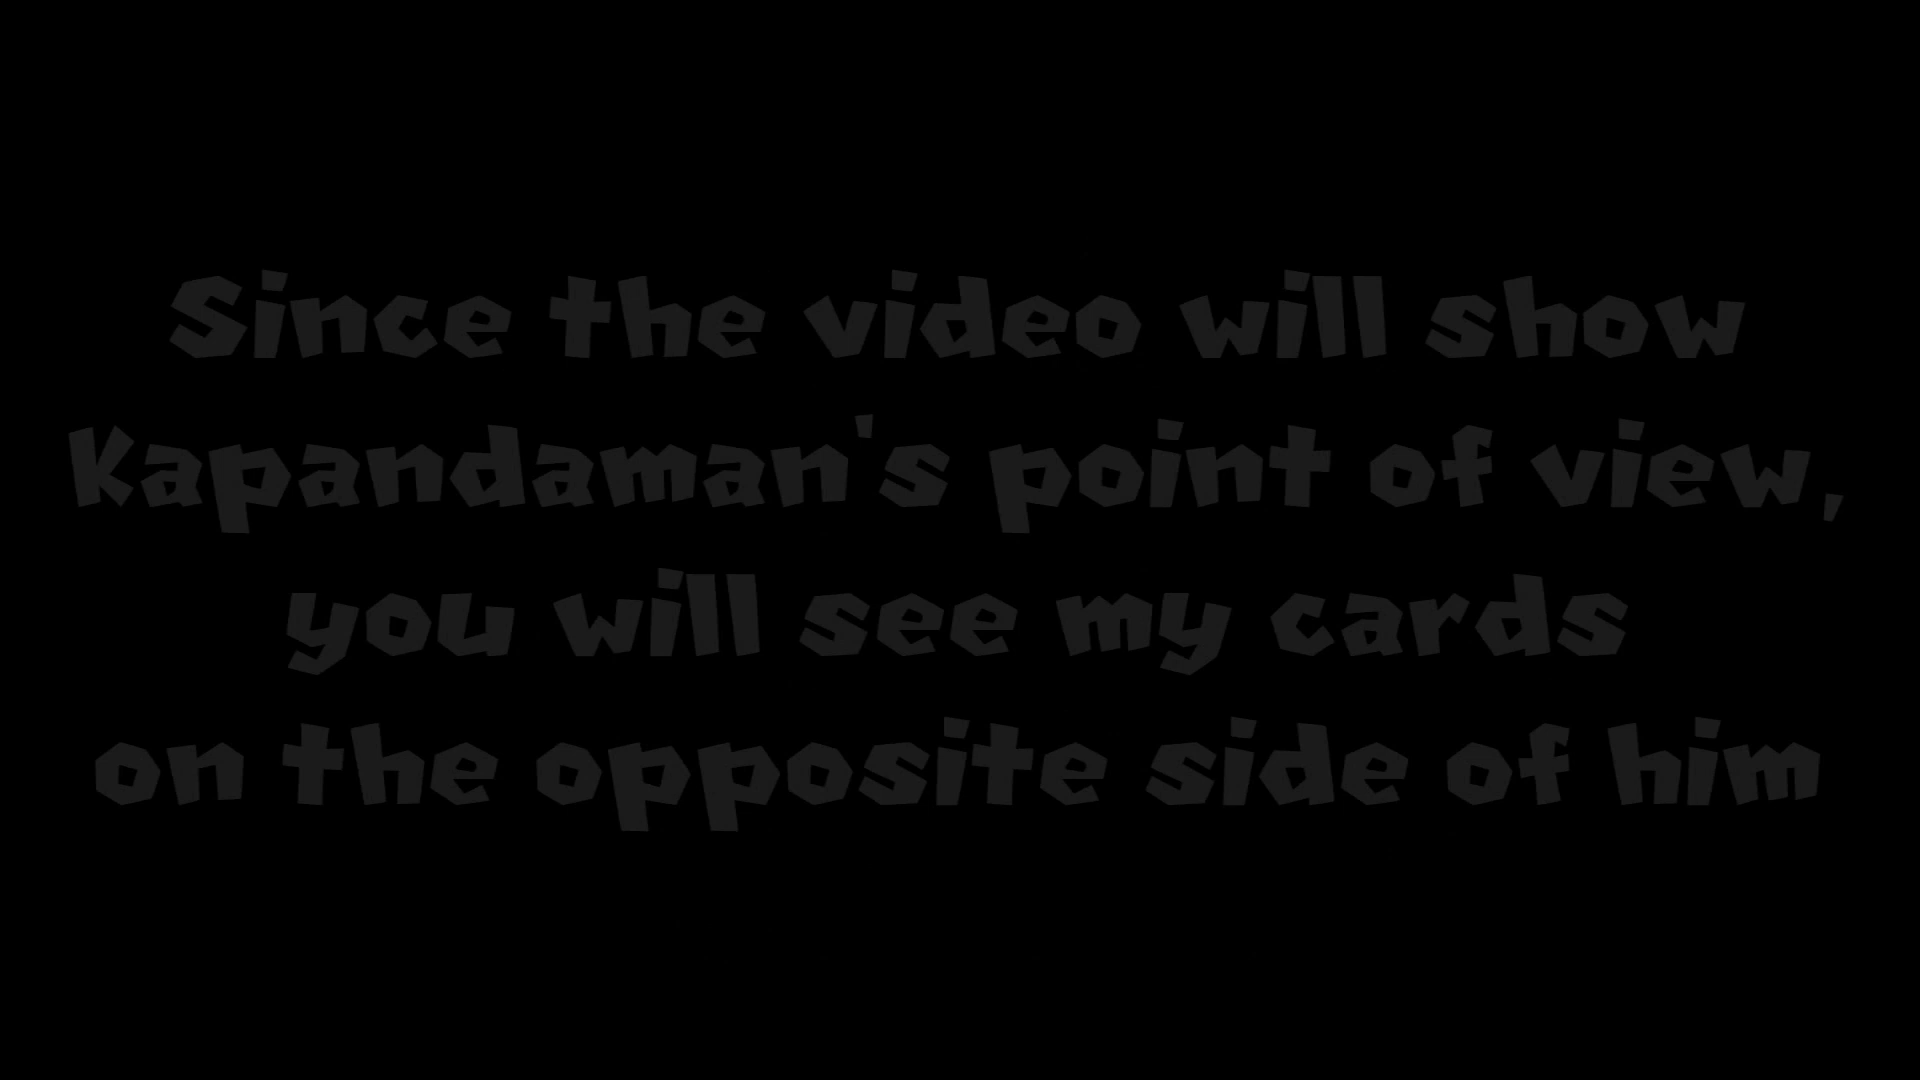 Since the video will show
Kapandaman's point of view,
you will see my cards
on the opposite side of him